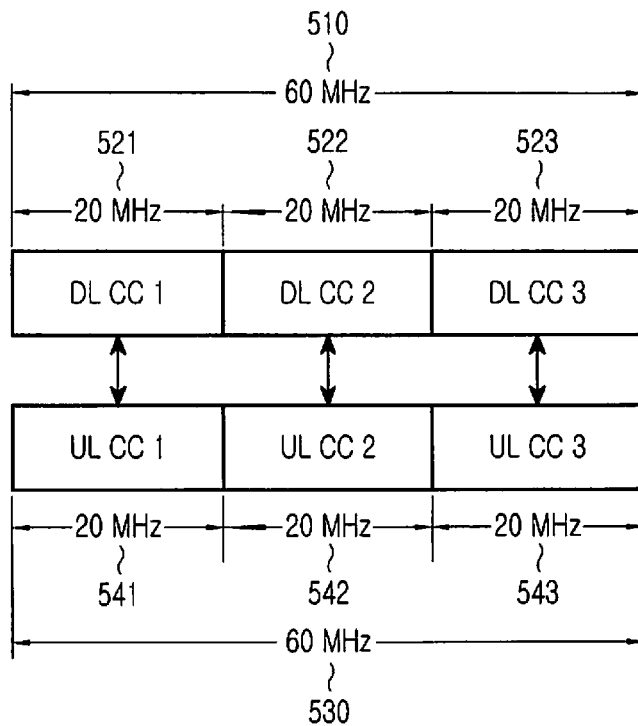 510
60 MHz
521 522 523
20 MHz 20 MHz 20 MHz
DL CC 1 DL CC 2 DL CC 3
UL CC 1 UL CC 2 UL CC 3
20 MHz 20 MHz 20 MHz
541 542 543
60 MHz
530